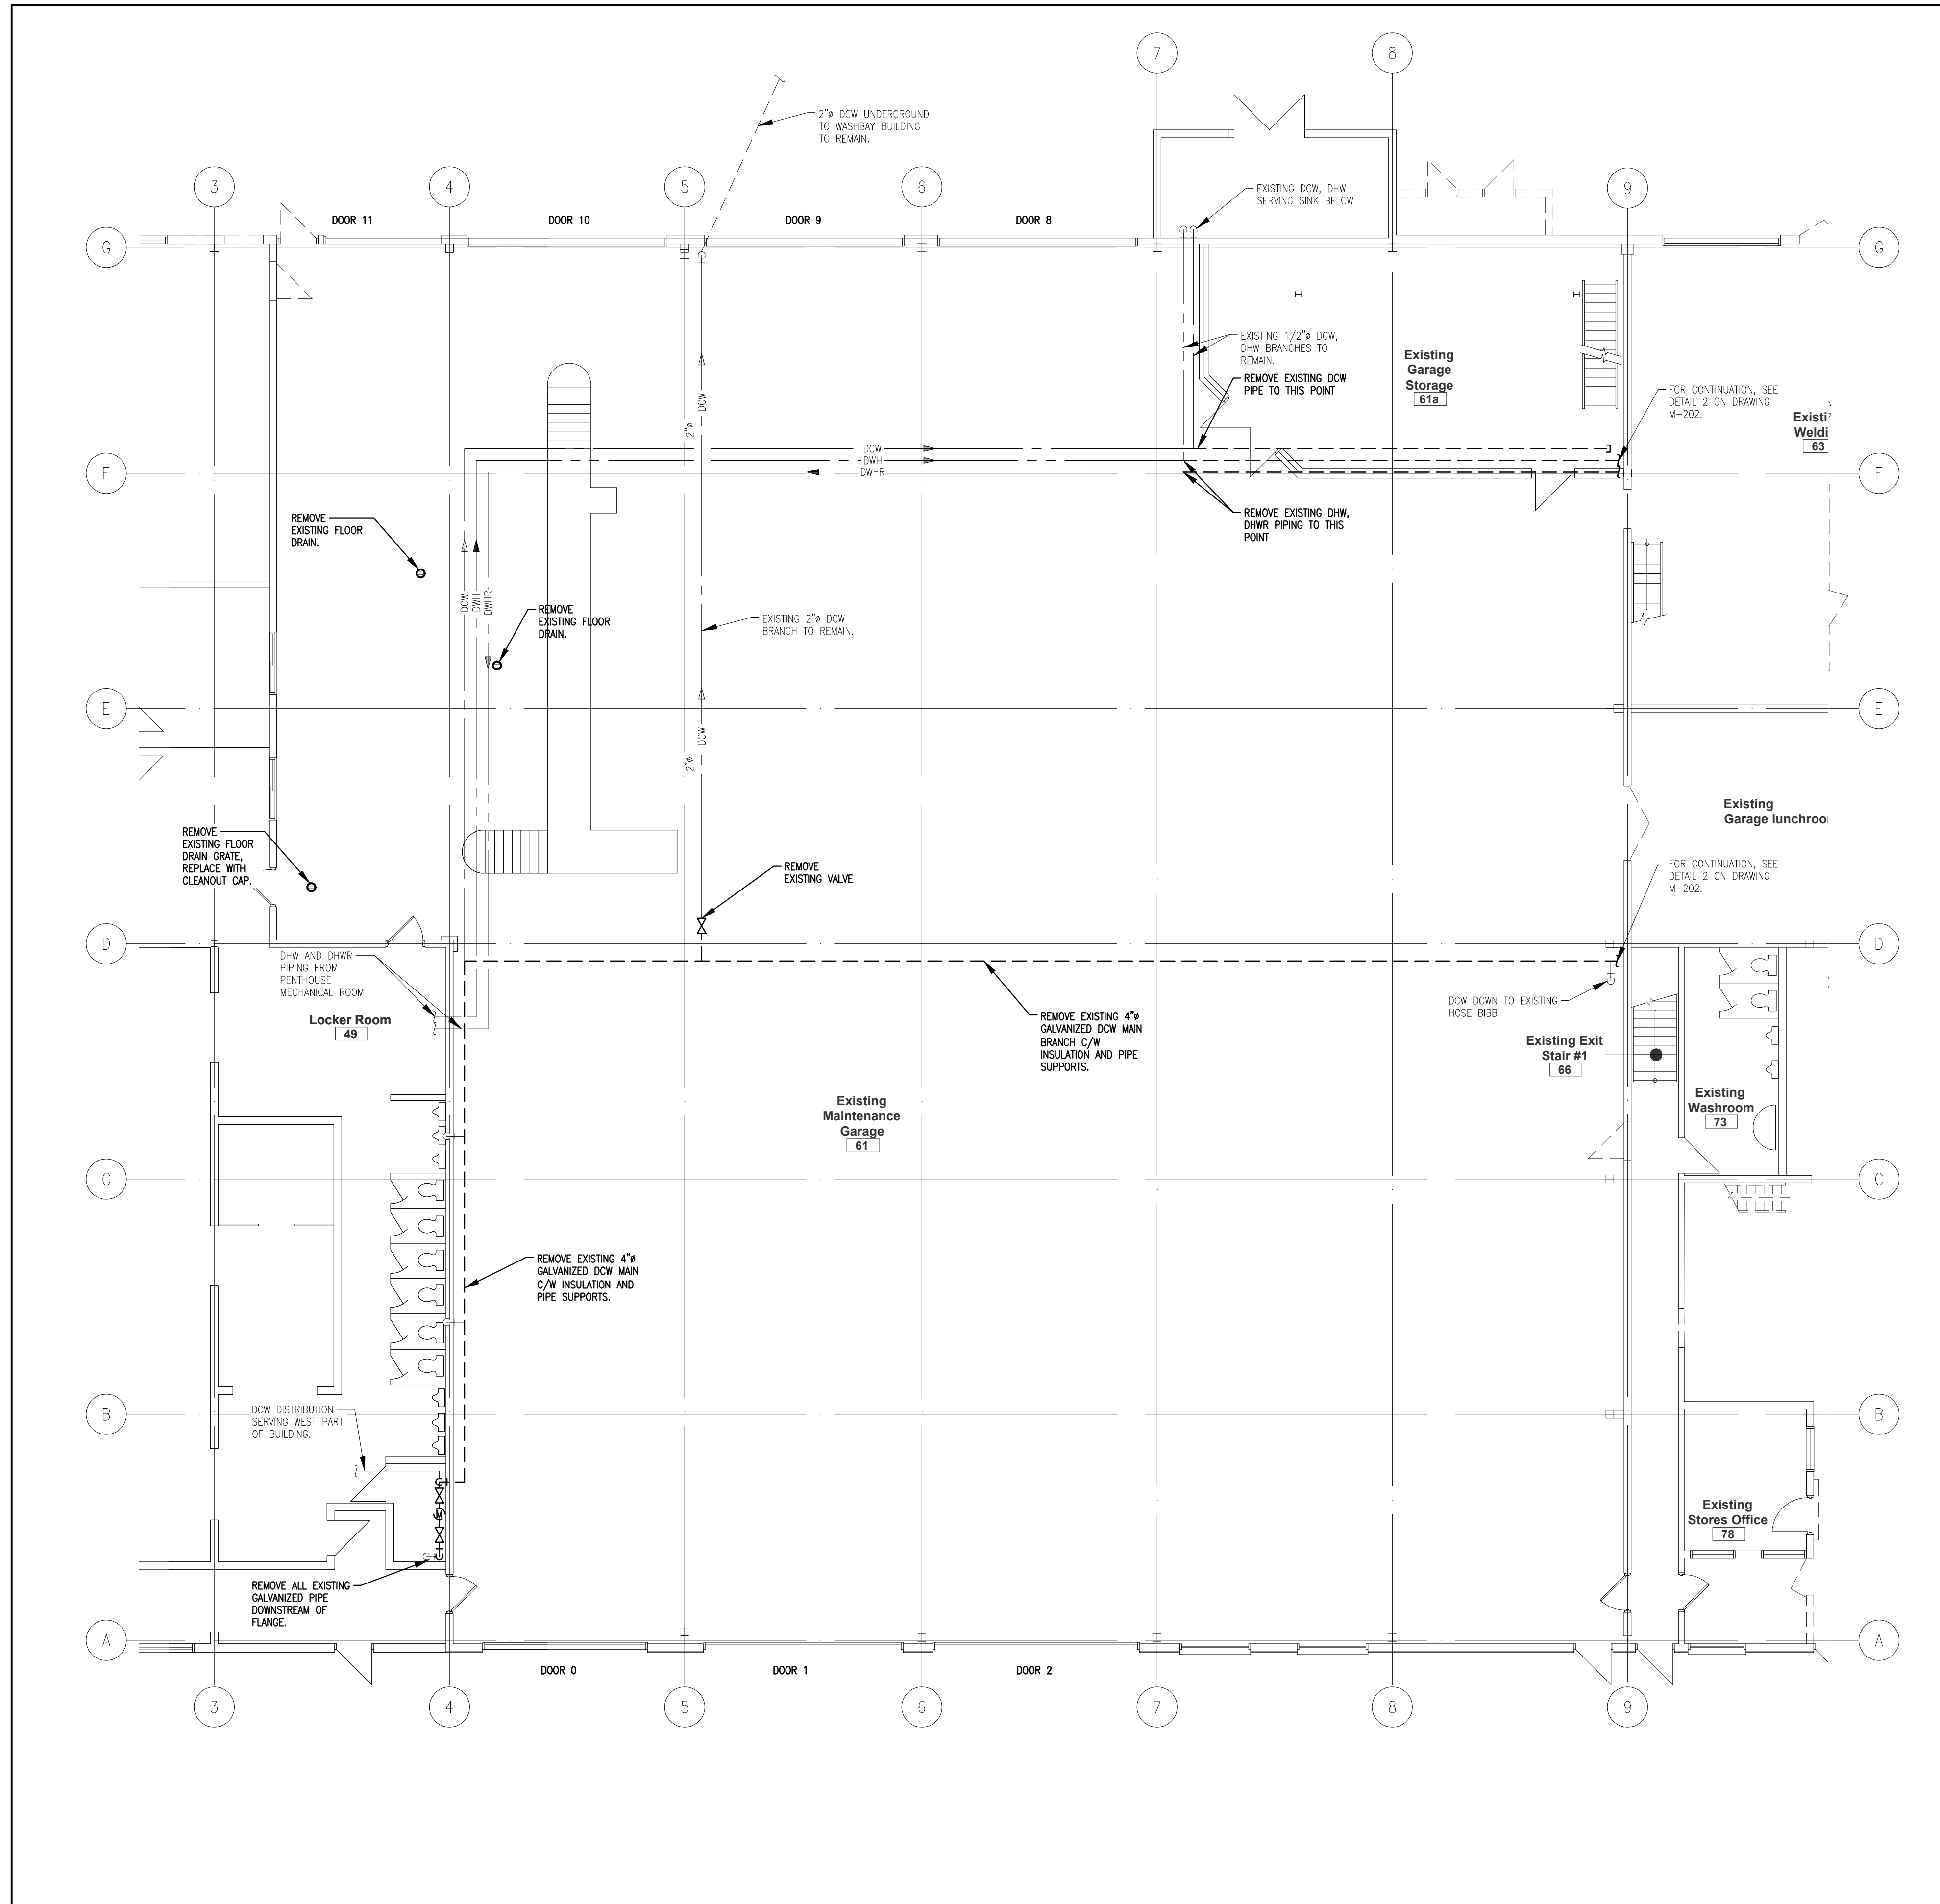 7
8
2"ø DCW UNDERGROUND
TO WASHBAY BUILDING
TO REMAIN.
3
4
5
6
9
EXISTING DCW, DHW
SERVING SINK BELOW
DOOR 11
DOOR 10
DOOR 9
DOOR 8
G
G
EXISTING 1/2"ø DCW,
DHW BRANCHES TO
REMAIN.
REMOVE EXISTING DCW
PIPE TO THIS POINT
Existing
Garage
Storage
61a
FOR CONTINUATION, SEE
DETAIL 2 ON DRAWING
M-202.
Existi
Weldi
63
2"ø DCW
DCW
DWH
DWHR
F
F
REMOVE
EXISTING FLOOR
DRAIN.
REMOVE EXISTING DHW,
DHWR PIPING TO THIS
POINT
DCW
DWH
DWHR
REMOVE
EXISTING FLOOR
DRAIN.
EXISTING 2"ø DCW
BRANCH TO REMAIN.
E
E
2"ø DCW
Existing
Garage lunchroo
REMOVE
EXISTING FLOOR
DRAIN GRATE,
REPLACE WITH
CLEANOUT CAP.
REMOVE
EXISTING VALVE
FOR CONTINUATION, SEE
DETAIL 2 ON DRAWING
M-202.
D
D
DHW AND DHWR
PIPING FROM
PENTHOUSE
MECHANICAL ROOM
Locker Room
49
DCW DOWN TO EXISTING
HOSE BIBB
REMOVE EXISTING 4"ø
GALVANIZED DCW MAIN
BRANCH C/W
INSULATION AND PIPE
SUPPORTS.
Existing Exit
Stair #1
66
Existing
Maintenance
Garage
61
Existing
Washroom
73
C
C
REMOVE EXISTING 4"ø
GALVANIZED DCW MAIN
C/W INSULATION AND
PIPE SUPPORTS.
B
B
DCW DISTRIBUTION
SERVING WEST PART
OF BUILDING.
M
Existing
Stores Office
78
REMOVE ALL EXISTING
GALVANIZED PIPE
DOWNSTREAM OF
FLANGE.
A
A
DOOR 0
DOOR 1
DOOR 2
3
4
5
6
7
8
9